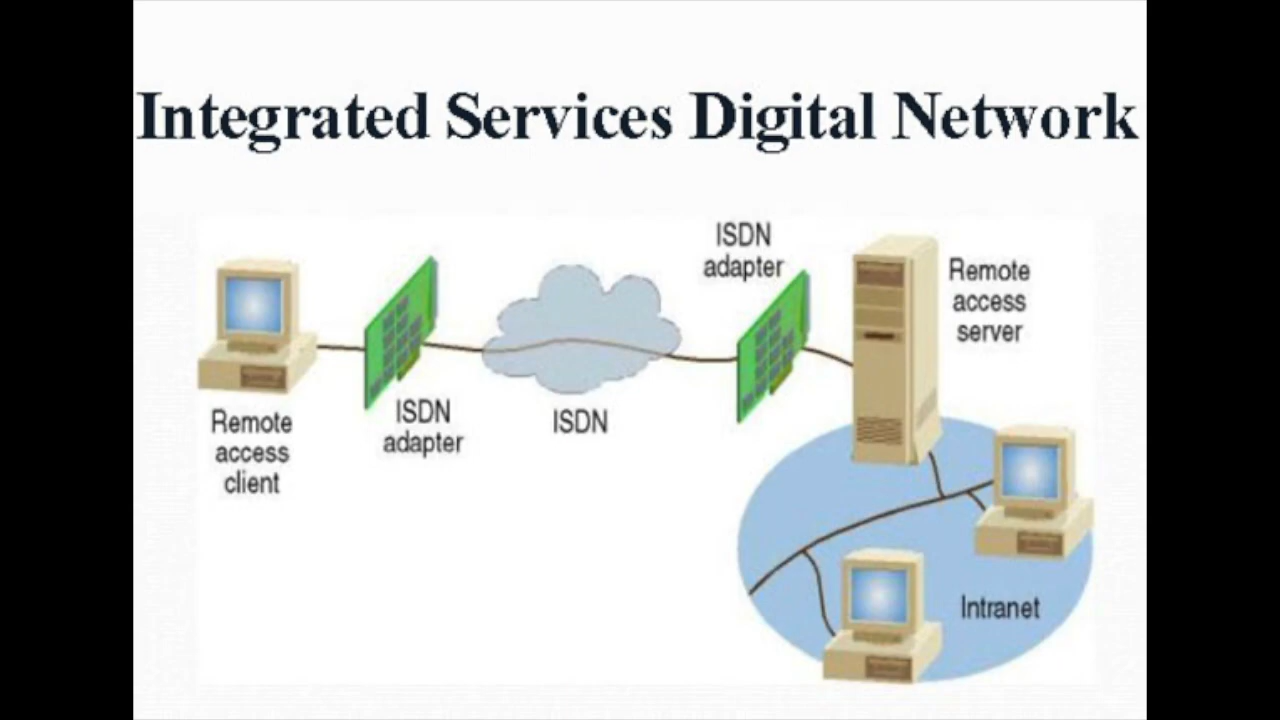 Integrated Services Digital Network
ISDN
adapter
Remote
access
server
Remote
access
client
ISDN
adapter
ISDN
Intranet